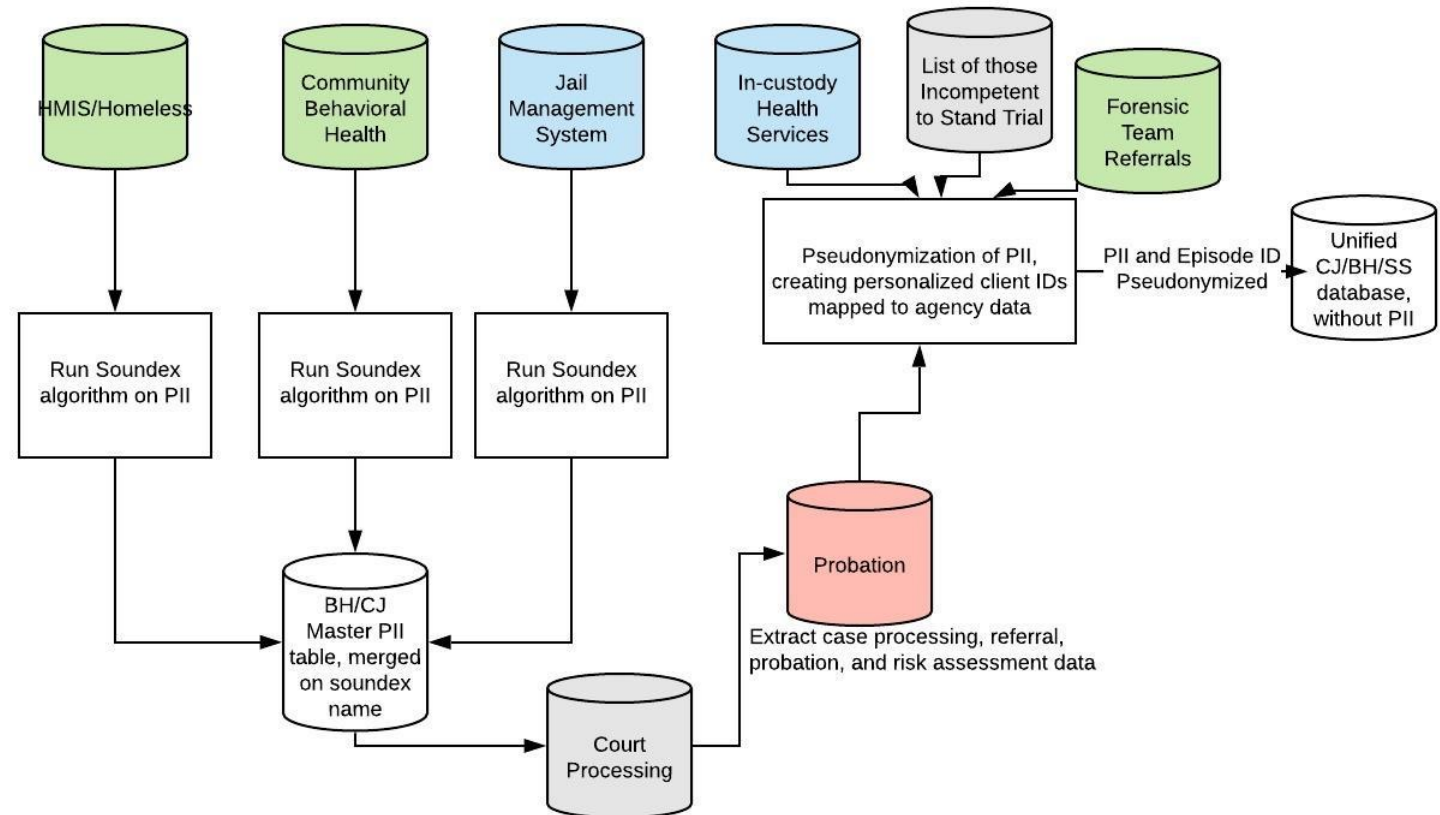 HMIS/Homeless
Community
Behavioral
Health
Jail
Management
System
In-custody
Health
Services
List of those
Incompetent
to Stand Trial
Forensic
Team
Referrals
Pseudonymization of PII,
creating personalized client IDs
mapped to agency data
PII and Episode ID
Pseudonymized
Unified
CJ/BH/SS
database,
without PII
Run Soundex
algorithm on PII
Run Soundex
algorithm on PII
Run Soundex
algorithm on PII
BH/CJ
Master PII
table, merged
on soundex
name
Probation
Extract case processing, referral,
probation, and risk assessment data
Court
Processing